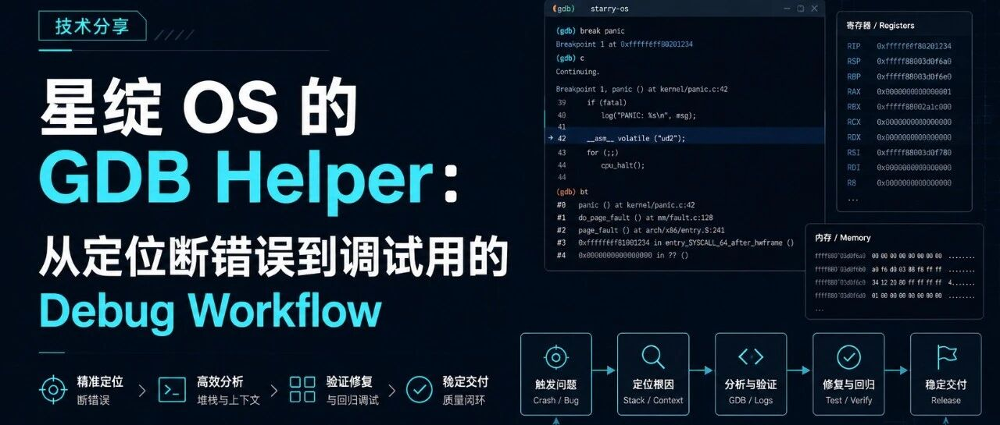 技术分享
星绽 OS 的
GDB Helper：
从定位断错误到调试用的
Debug Workflow
精准定位
断错误
高效分析
堆栈与上下文
验证修复
与回归调试
稳定交付
质量闭环
(gdb) starry-os
(gdb) break panic
Breakpoint 1 at 0xffffffff80201234
(gdb) c
Continuing.
Breakpoint 1, panic () at kernel/panic.c:42
39 if (fatal)
40 log("PANIC: %s\n", msg);
41
42 __asm__ volatile ("ud2");
43 for (;;)
44 cpu_halt();
44
(gdb) bt
#0 panic () at kernel/panic.c:42
#1 do_page_fault () at mm/fault.c:128
#2 page_fault () at arch/x86/entry.S:241
#3 0xffffffff81001234 in entry_SYSCALL_64_after_hwframe ()
#4 0x0000000000000000 in ?? ()
寄存器 / Registers
RIP 0xffffffff80201234
RSP 0xffffff88003d0f6a0
RBP 0xffffff88003d0f6e0
RAX 0x0000000000000001
RBX 0xfffff88002a1c000
RCX 0x0000000000000000
RDX 0x0000000000000000
RSI 0xfffff88003d0f780
RDI 0x0000000000000000
R8 0x0000000000000000
...
内存 / Memory
ffff880'03d0f6a0 00 00 00 00 00 00 00 00 ........
ffff880'03d0f6b0 a0 f6 d0 03 88 f8 ff ff ........
ffff880'03d0f6c0 34 12 20 80 ff ff ff ff 4.......
ffff880'03d0f6d0 01 00 00 00 00 00 00 00 ........
...
触发问题
Crash / Bug
定位根因
Stack / Context
分析与验证
GDB / Logs
修复与回归
Test / Verify
稳定交付
Release